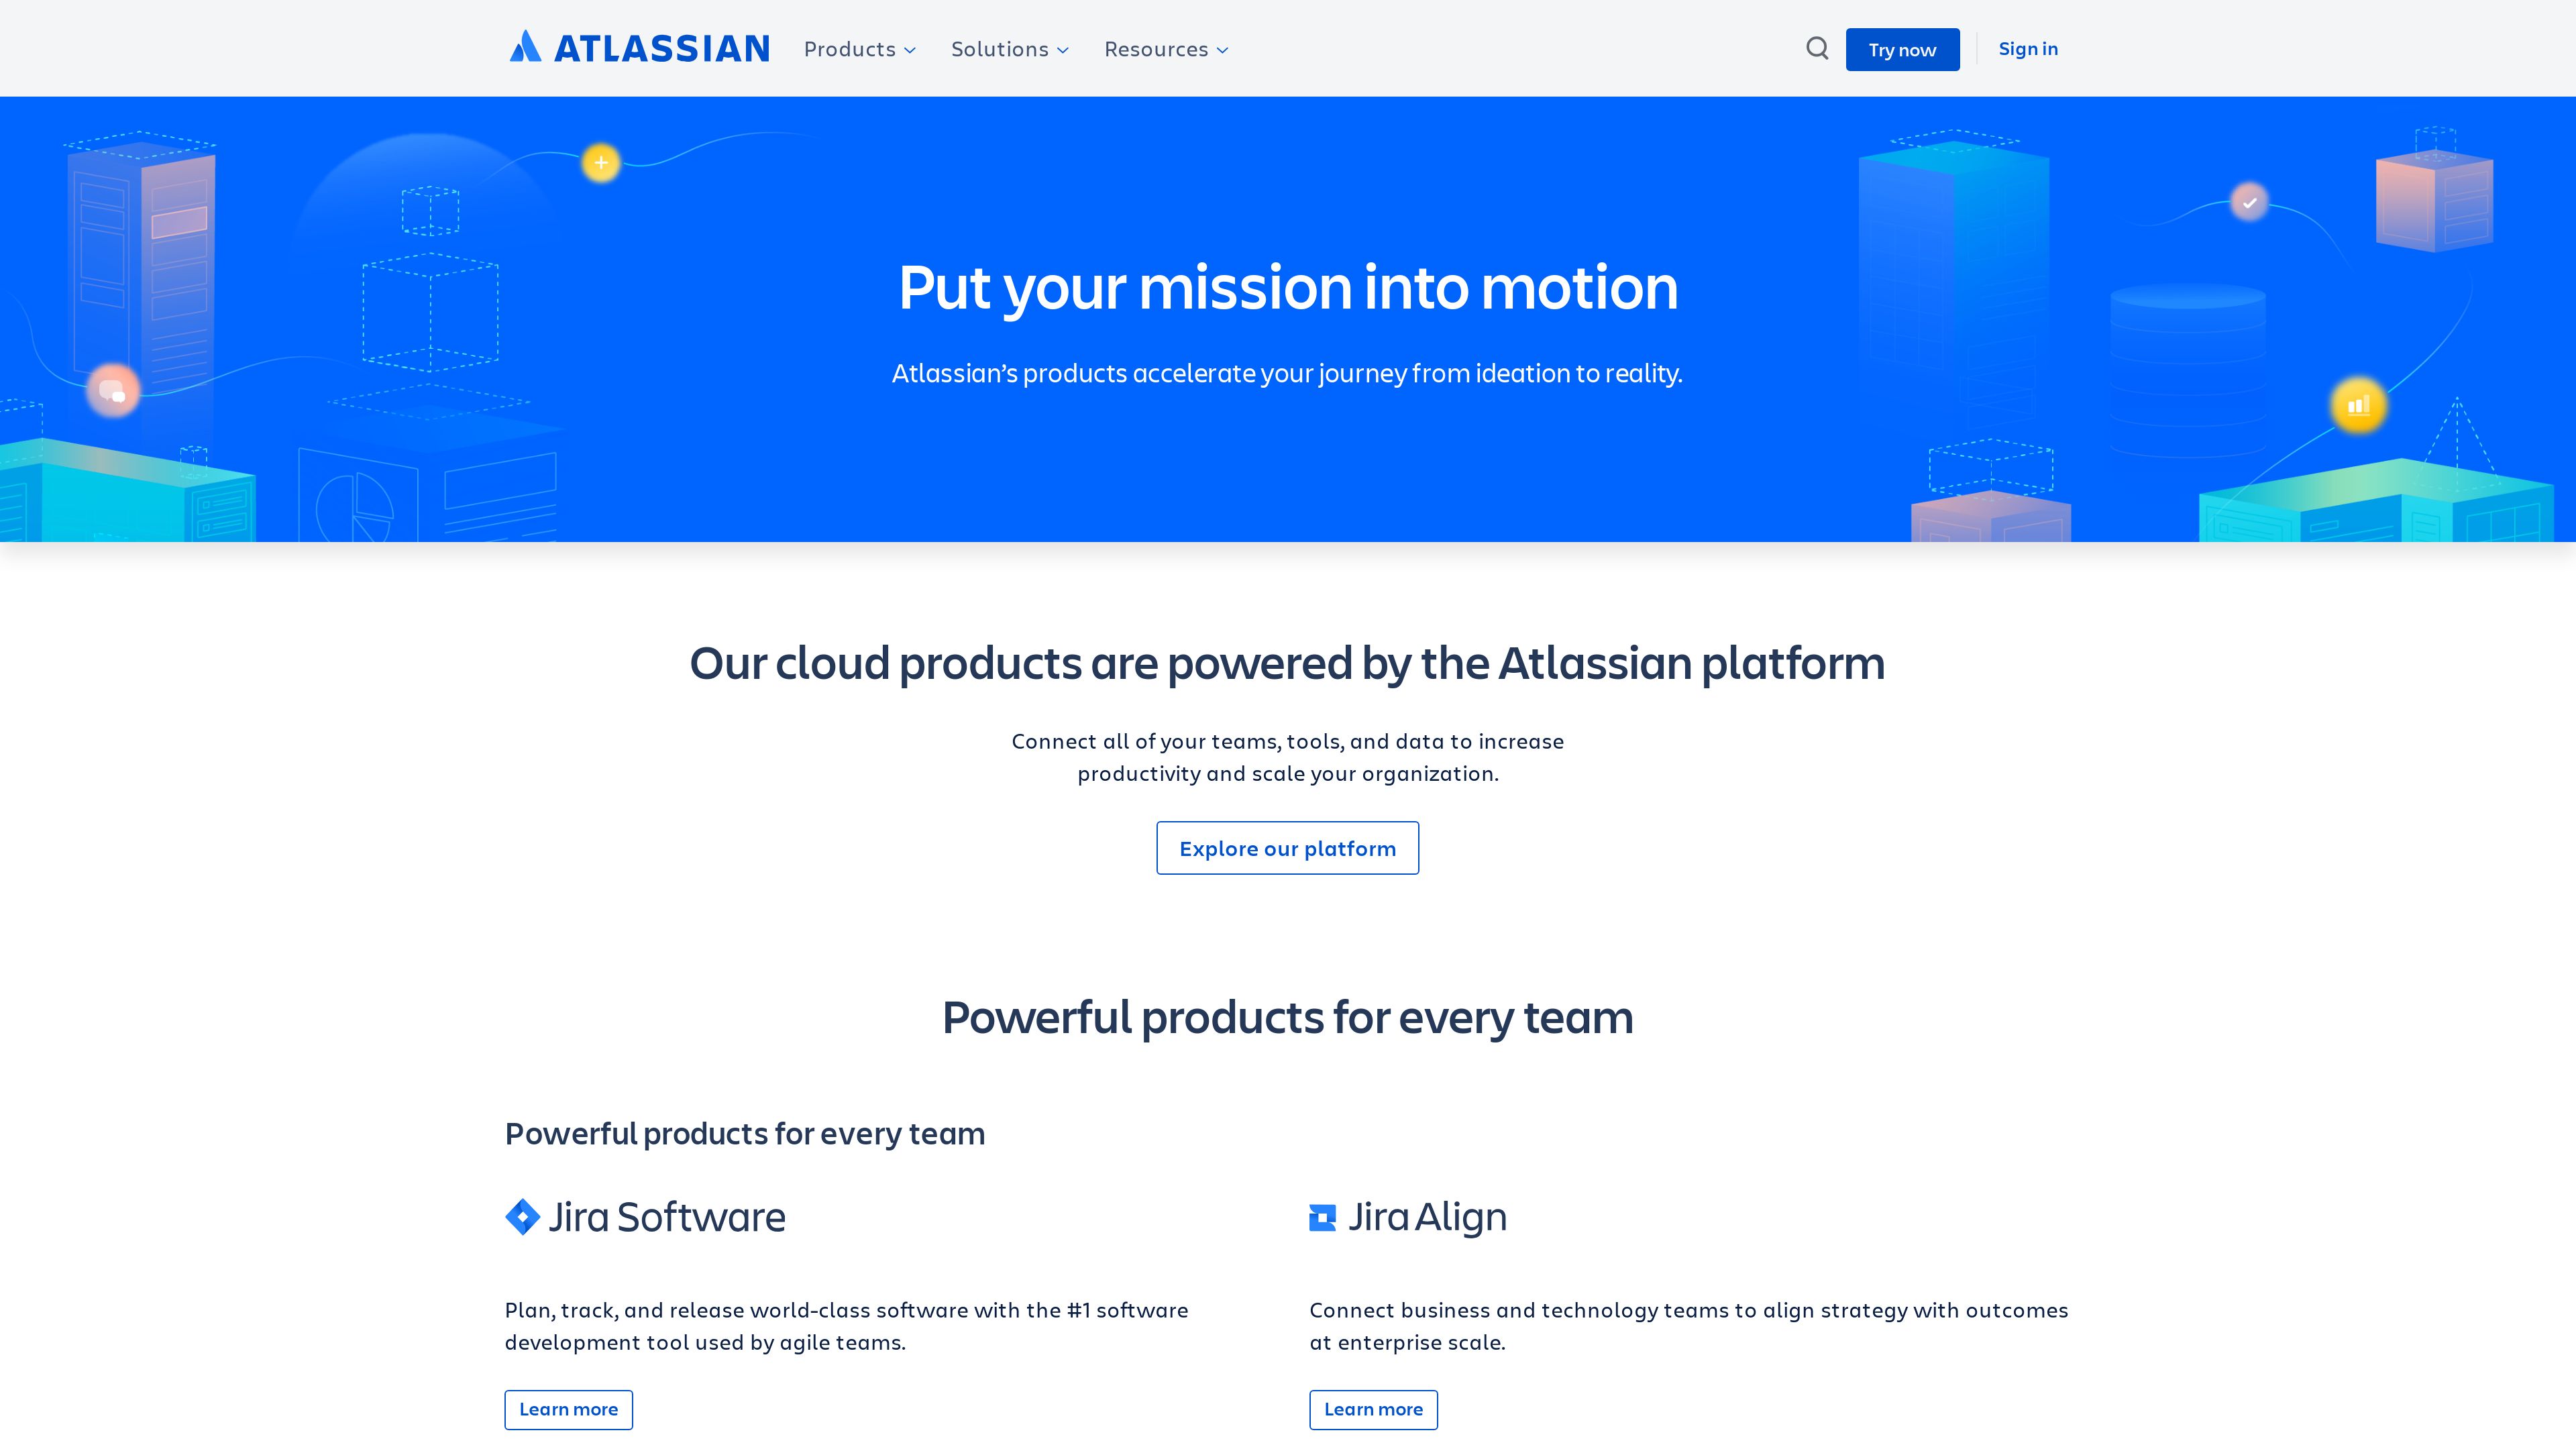 ATLASSIAN
Products
Solutions
Resources
Try now
Sign in
Put your mission into motion
Atlassian’s products accelerate your journey from ideation to reality.
Our cloud products are powered by the Atlassian platform
Connect all of your teams, tools, and data to increase
productivity and scale your organization.
Explore our platform
Powerful products for every team
Powerful products for every team
Jira Software
Plan, track, and release world-class software with the #1 software
development tool used by agile teams.
Learn more
Jira Align
Connect business and technology teams to align strategy with outcomes
at enterprise scale.
Learn more